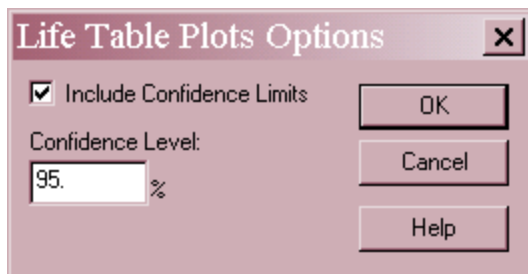 Life Table Plots Options
Include Confidence Limits
Confidence Level:
95.
%
OK
Cancel
Help